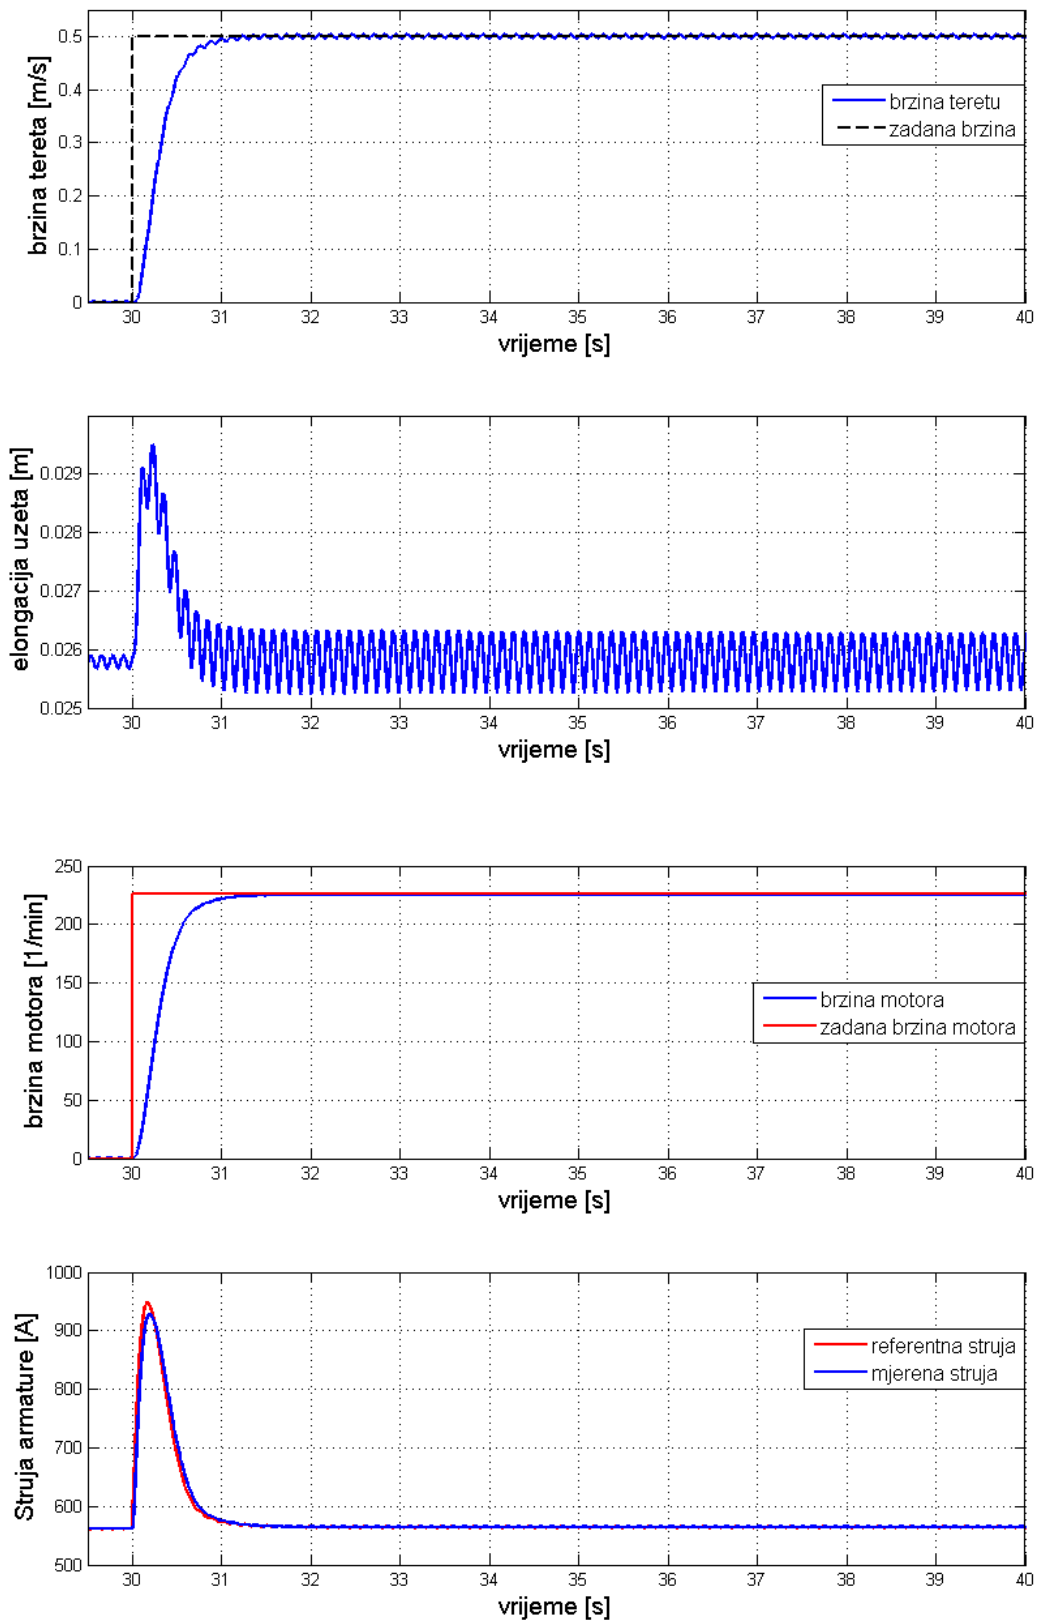 0.5
0.4
0.3
0.2
0.1
0
brzina tereta [m/s]
brzina teretu
zadana brzina
30 31 32 33 34 35 36 37 38 39 40
vrijeme [s]
0.029
0.028
0.027
0.026
0.025
elongacija uzeta [m]
30 31 32 33 34 35 36 37 38 39 40
vrijeme [s]
250
200
150
100
50
0
brzina motora [1/min]
brzina motora
zadana brzina motora
30 31 32 33 34 35 36 37 38 39 40
vrijeme [s]
1000
900
800
700
600
500
Struja armature [A]
referentna struja
mjerena struja
30 31 32 33 34 35 36 37 38 39 40
vrijeme [s]